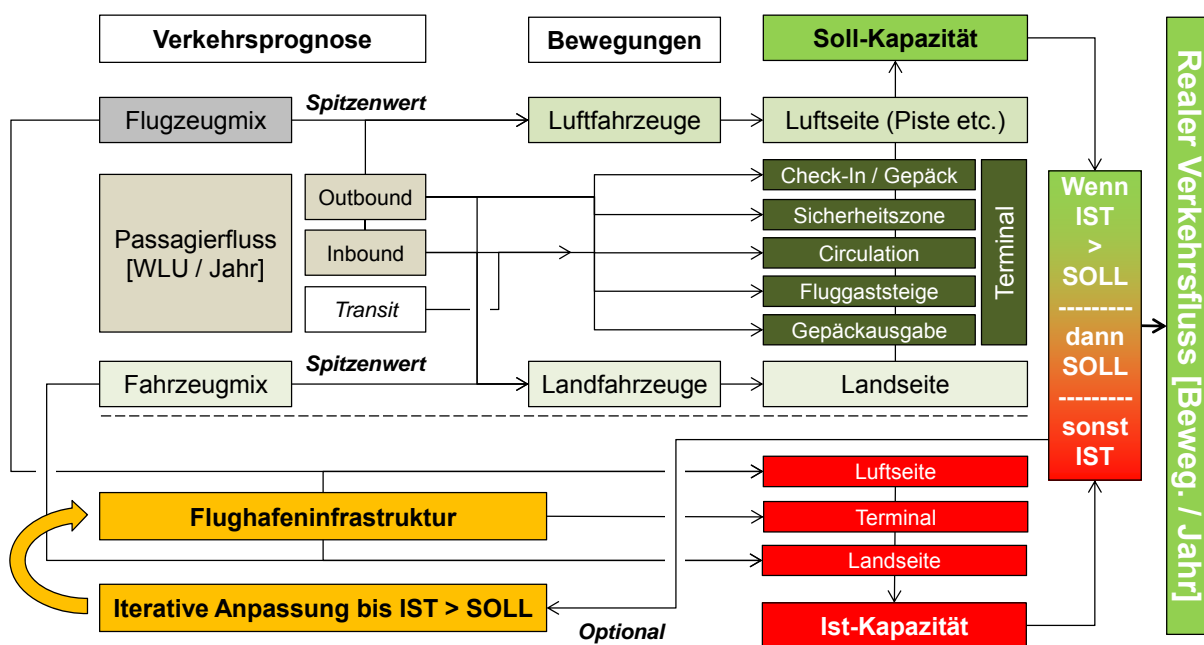 Verkehrsprognose
Bewegungen
Soll-Kapazität
Flugzeugmix
Spitzenwert
Luftfahrzeuge
Luftseite (Piste etc.)
Passagierfluss
[WLU / Jahr]
Outbound
Inbound
Transit
Check-In / Gepäck
Sicherheitszone
Circulation
Fluggaststeige
Gepäckausgabe
Terminal
Fahrzeugmix
Spitzenwert
Landfahrzeuge
Landseite
Wenn
IST
>
SOLL
---------
dann
SOLL
---------
sonst
IST
Realer Verkehrsfluss [Beweg. / Jahr]
Flughafeninfrastruktur
Luftseite
Terminal
Landseite
Iterative Anpassung bis IST > SOLL
Optional
Ist-Kapazität